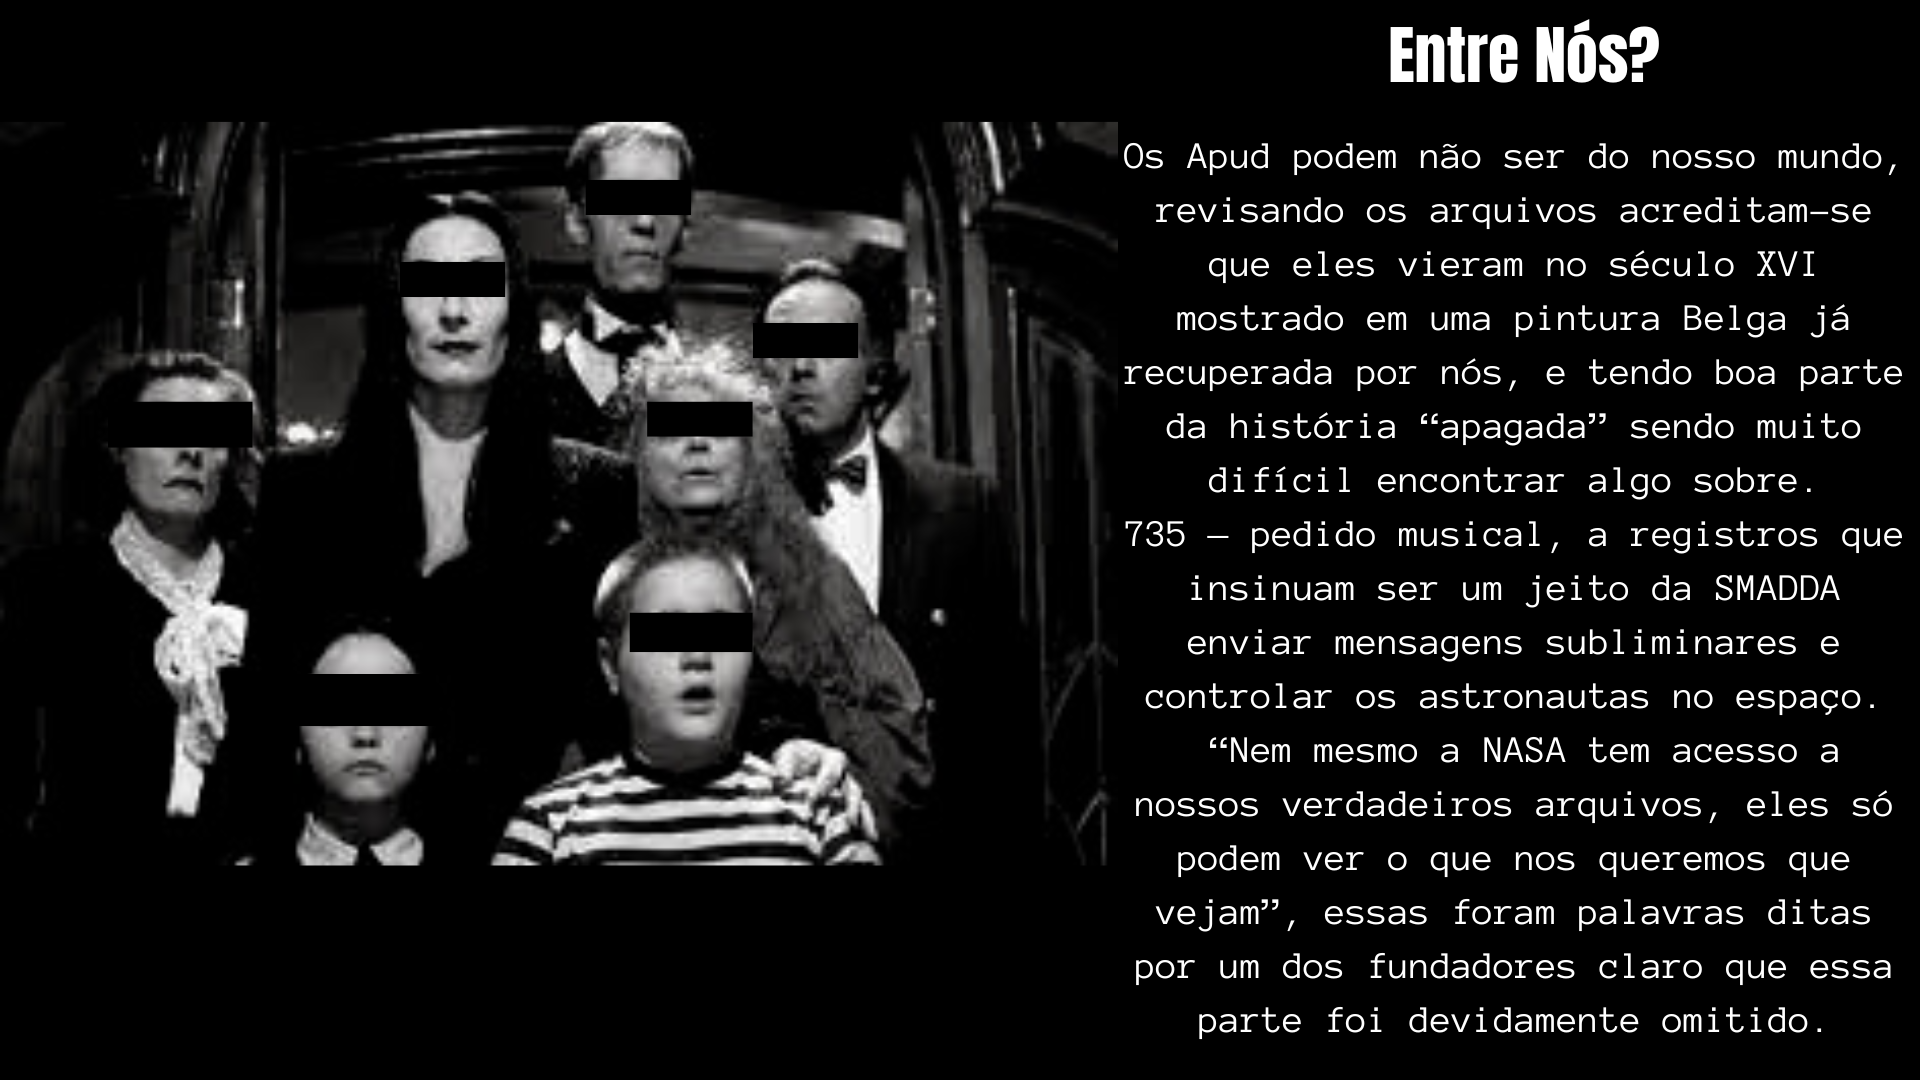 Entre Nós?
Os Apud podem não ser do nosso mundo,
revisando os arquivos acreditam-se
que eles vieram no século XVI
mostrado em uma pintura Belga já
recuperada por nós, e tendo boa parte
da história “apagada” sendo muito
difícil encontrar algo sobre.
735 – pedido musical, a registros que
insinuam ser um jeito da SMADDA
enviar mensagens subliminares e
controlar os astronautas no espaço.
“Nem mesmo a NASA tem acesso a
nossos verdadeiros arquivos, eles só
podem ver o que nos queremos que
vejam”, essas foram palavras ditas
por um dos fundadores claro que essa
parte foi devidamente omitido.